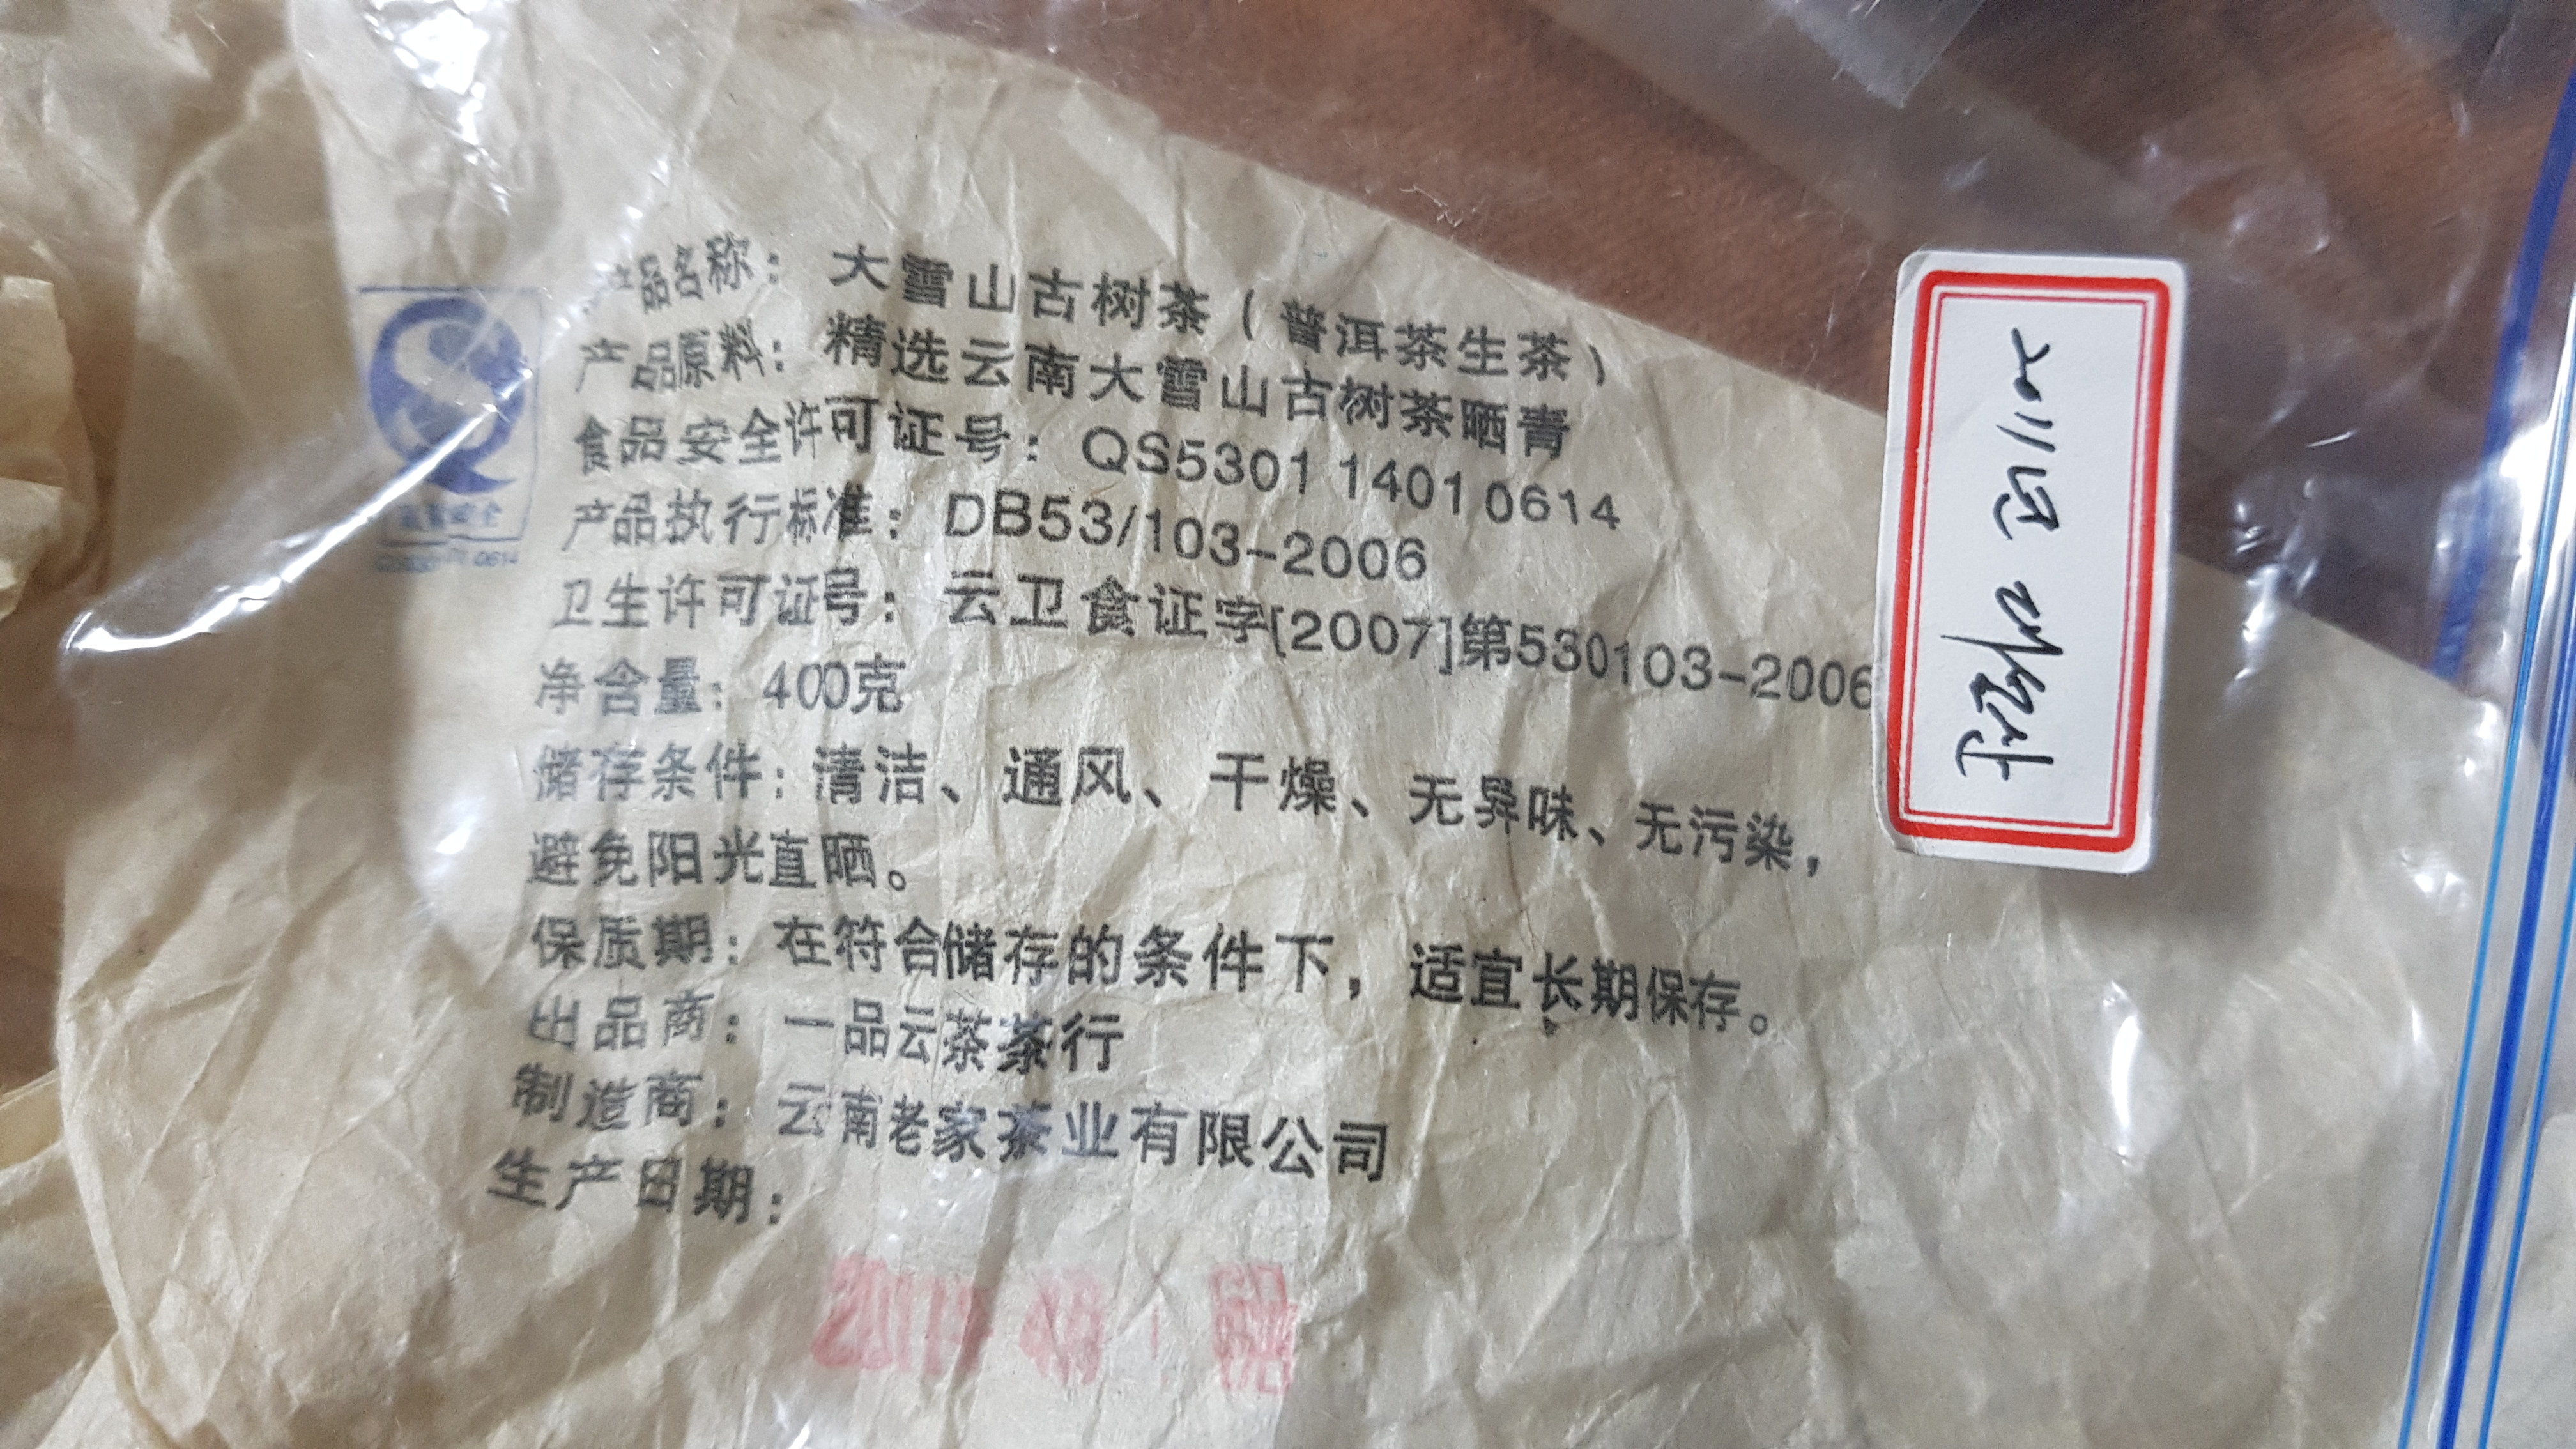 产品名称：大雪山古树茶（普洱茶生茶）
产品原料：精选云南大雪山古树茶晒青
食品安全许可证号：QS5301 1401 0614
产品执行标准：DB53/103-2006
卫生许可证号：云卫食证字[2007]第530103-2006
净含量：400克
储存条件：清洁、通风、干燥、无异味、无污染，
避免阳光直晒。
保质期：在符合储存的条件下，适宜长期保存。
出品商：一品云茶茶行
制造商：云南老家茶业有限公司
生产日期：
2011
0614
2011